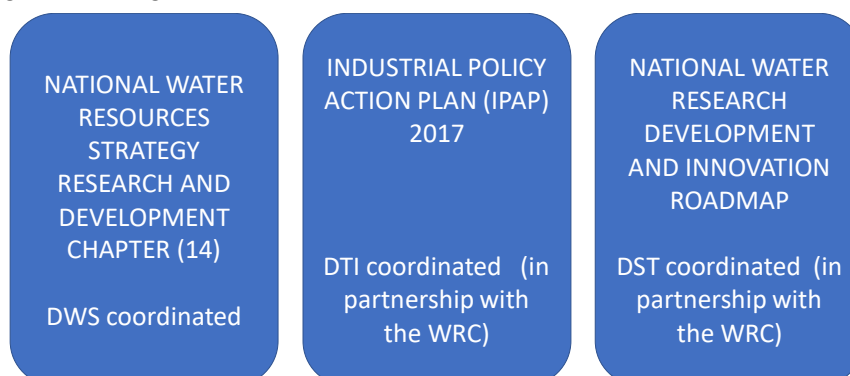 NATIONAL WATER
RESOURCES
STRATEGY
RESEARCH AND
DEVELOPMENT
CHAPTER (14)
DWS coordinated
INDUSTRIAL POLICY
ACTION PLAN (IPAP)
2017
DTI coordinated (in
partnership with
the WRC)
NATIONAL WATER
RESEARCH
DEVELOPMENT
AND INNOVATION
ROADMAP
DST coordinated (in
partnership with
the WRC)